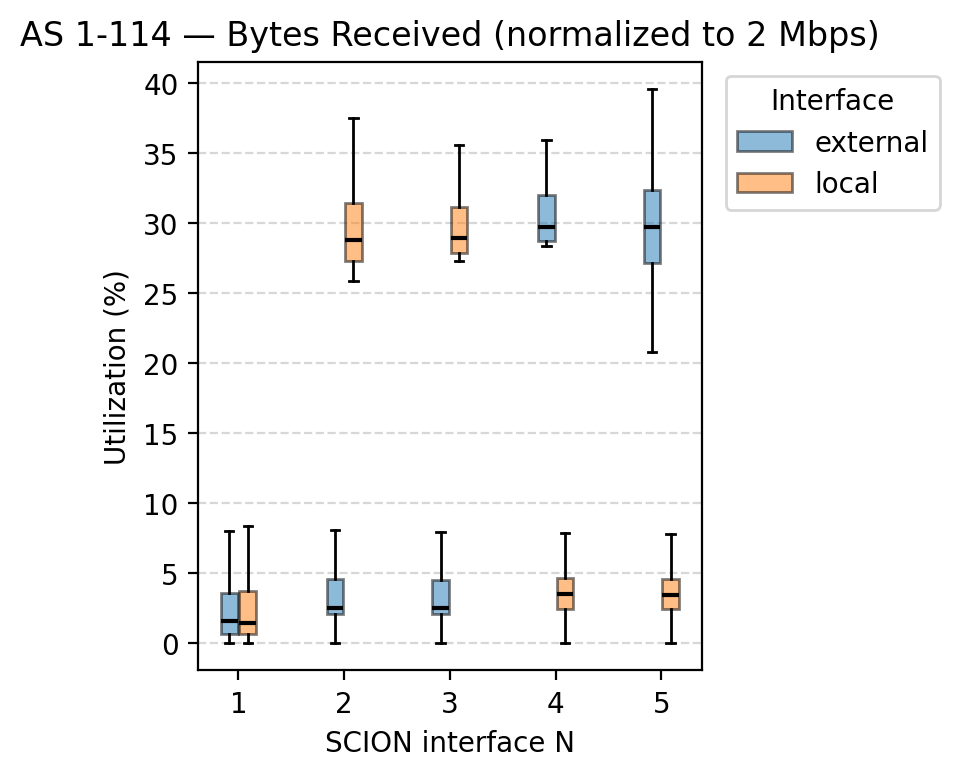 AS 1-114 — Bytes Received (normalized to 2 Mbps)
Interface
external
local
Utilization (%)
40
35
30
25
20
15
10
5
0
1 2 3 4 5
SCION interface N